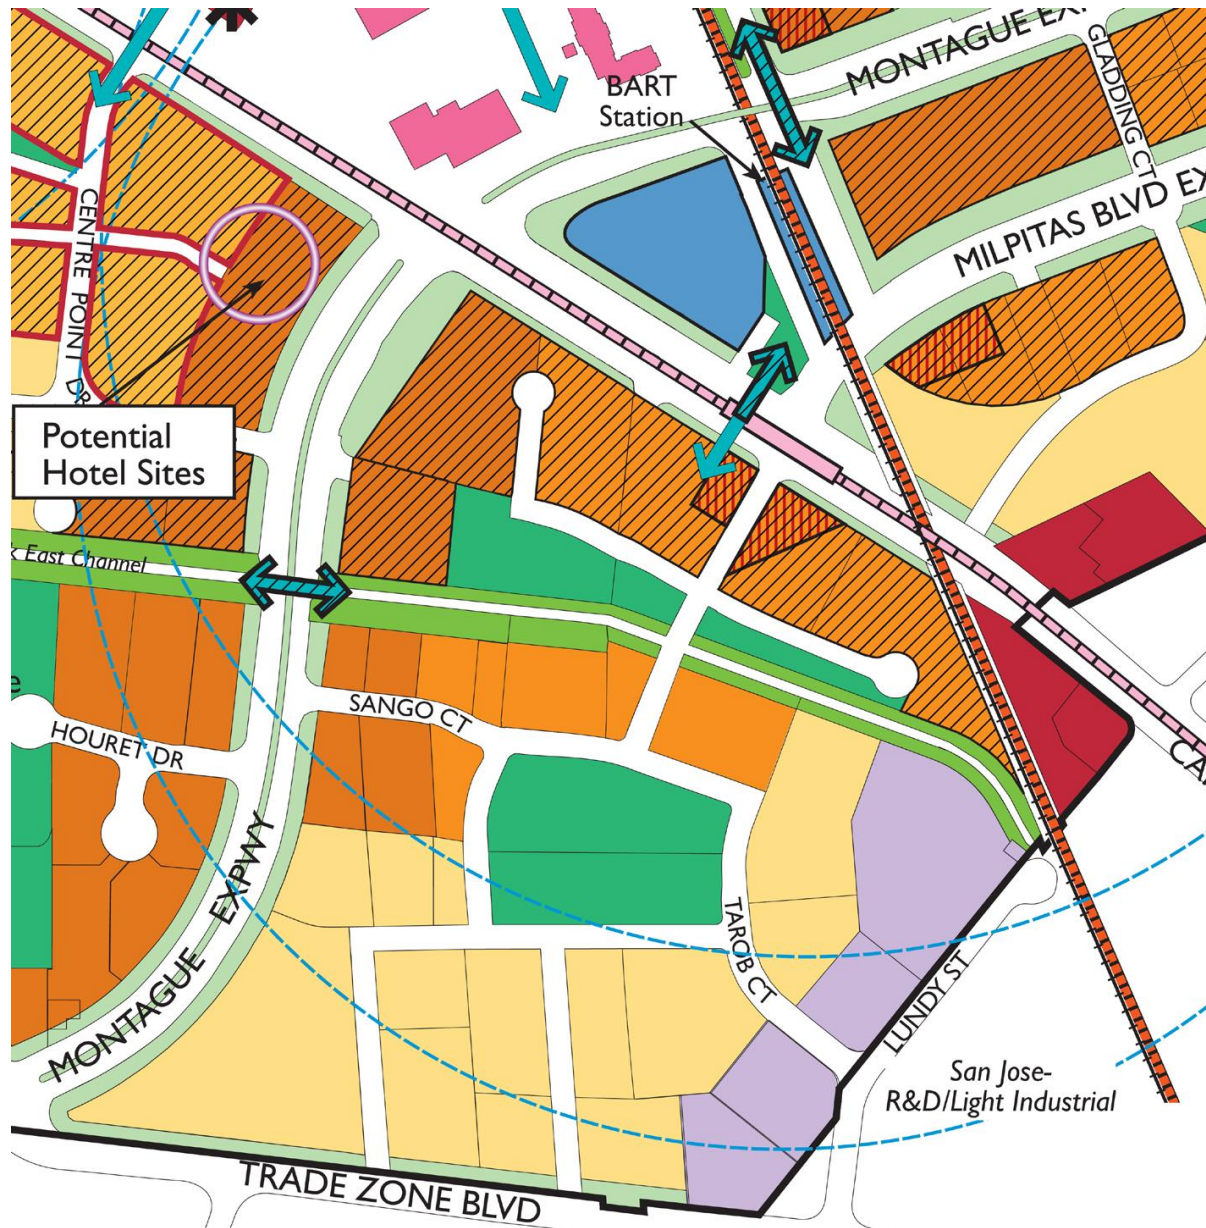 MONTAGUE EX
GLADDING CT
BART
Station
MILPITAS BLVD EX
CENTRE POINT DR
Potential
Hotel Sites
East Channel
SANGO CT
HOURET DR
MONTAGUE EXPWY
TAROB CT
LUNDY ST
CA
San Jose-
R&D/Light Industrial
TRADE ZONE BLVD